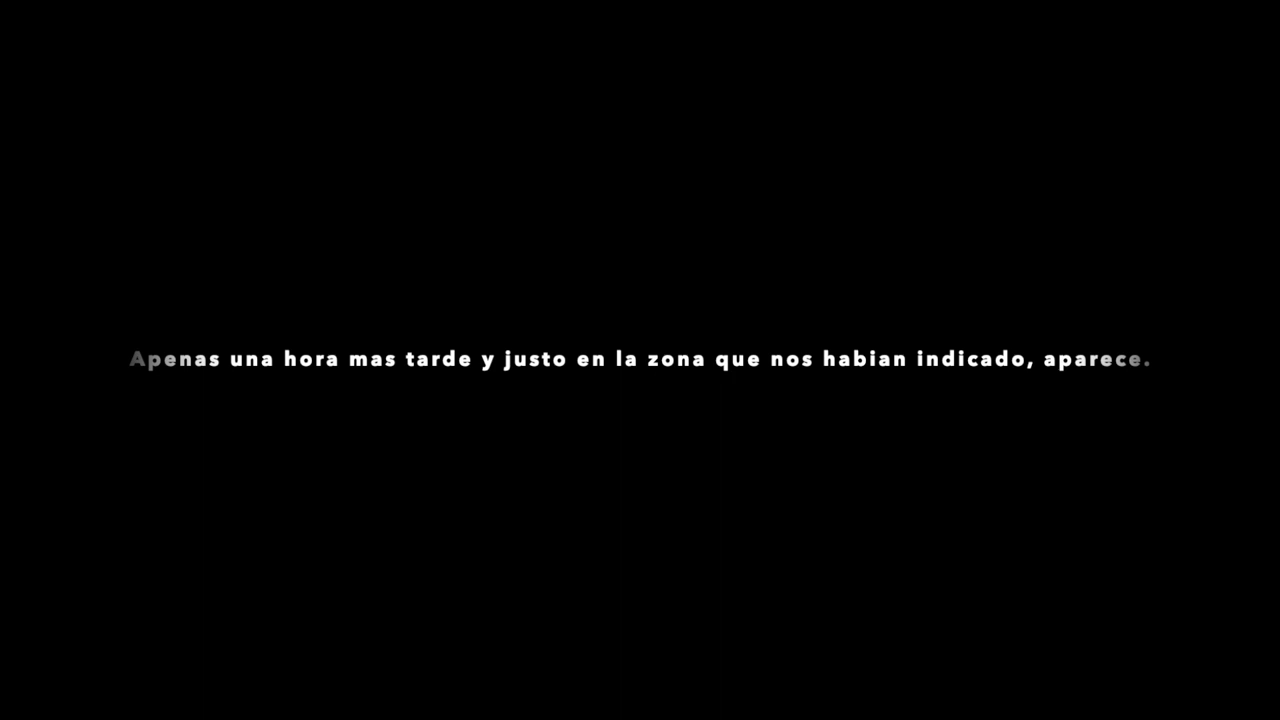 Apenas una hora mas tarde y justo en la zona que nos habian indicado, aparece.